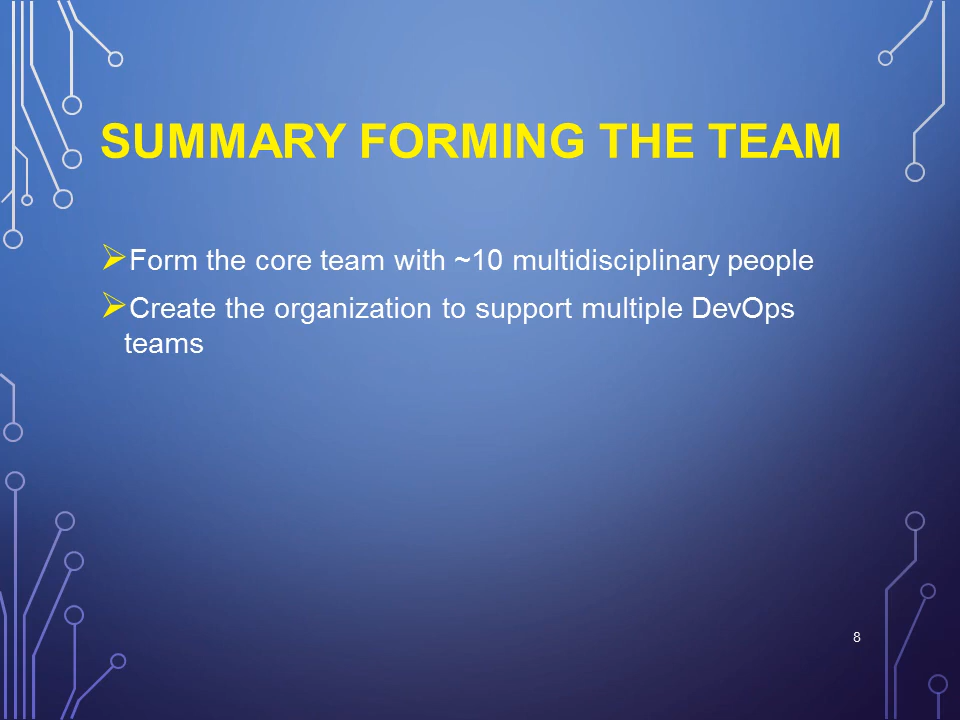 SUMMARY FORMING THE TEAM
Form the core team with ~10 multidisciplinary people
Create the organization to support multiple DevOps
teams
8